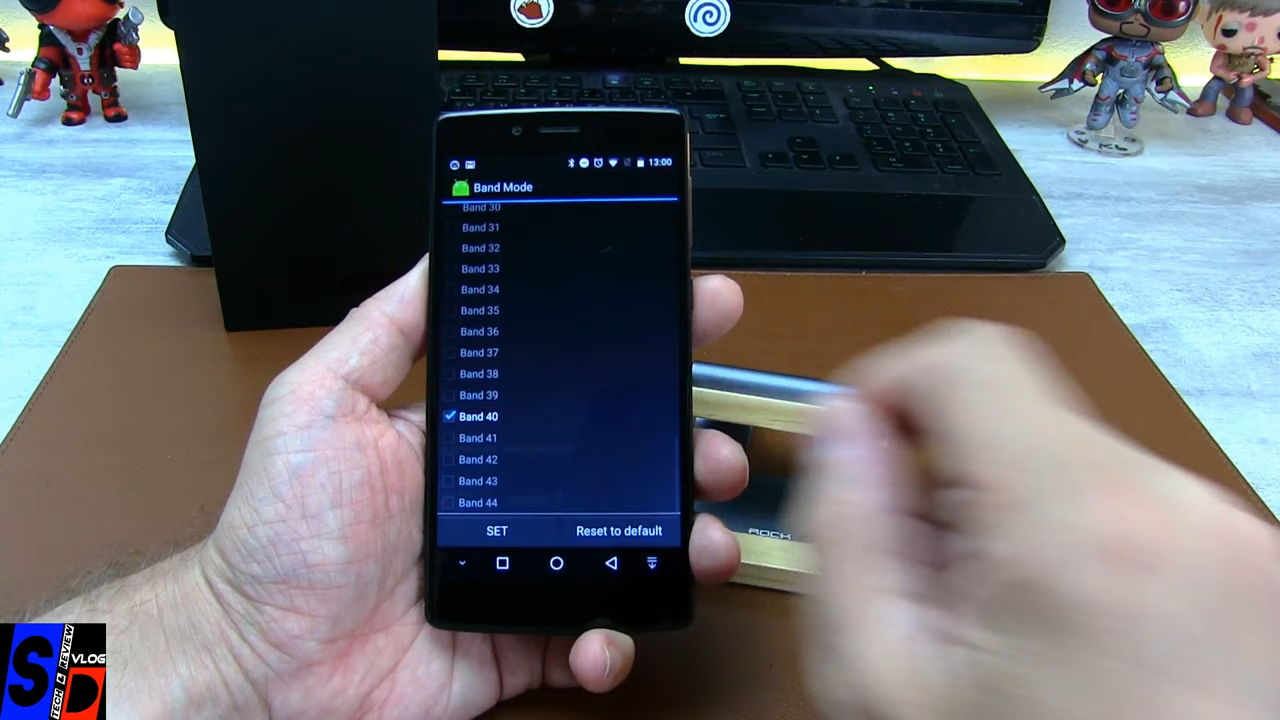 13:00
Band Mode
Band 30
Band 31
Band 32
Band 33
Band 34
Band 35
Band 36
Band 37
Band 38
Band 39
Band 40
Band 41
Band 42
Band 43
Band 44
SET
Reset to default
ROCK
SD
TECH & REVIEW
VLOG